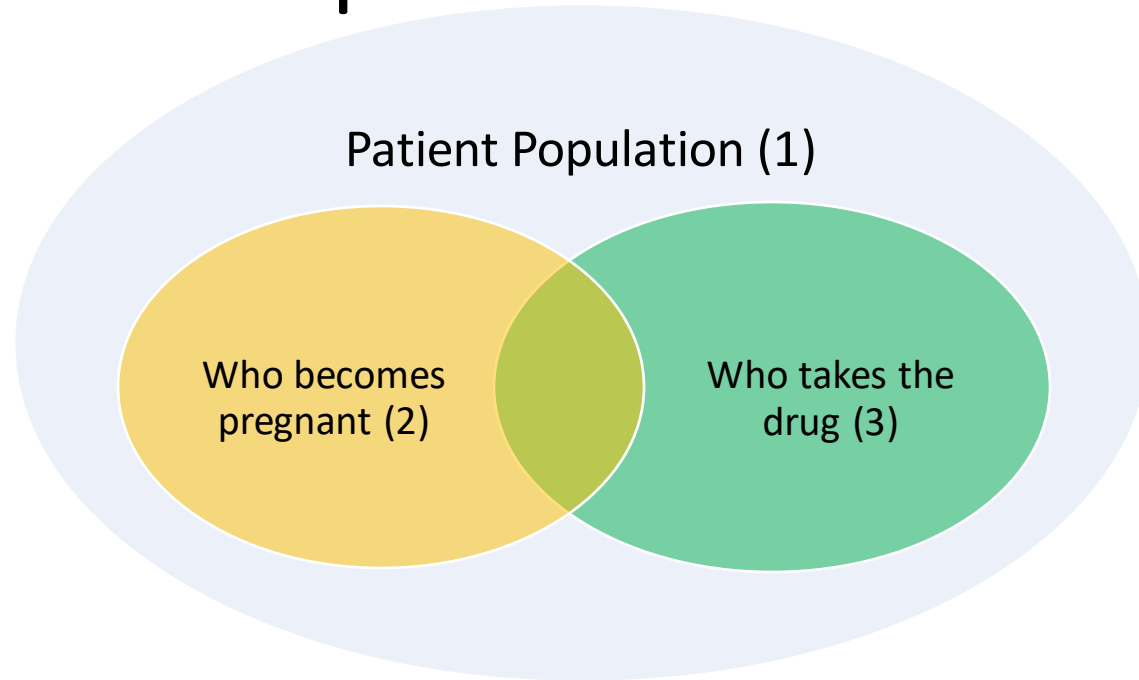 Patient Population (1)
Who becomes
pregnant (2)
Who takes the
drug (3)